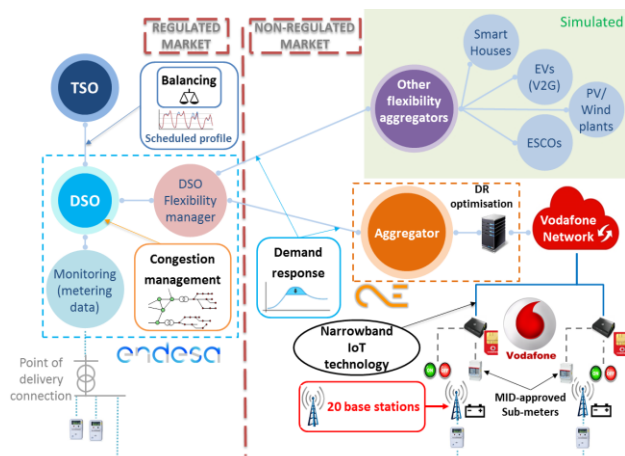 REGULATED
MARKET
NON-REGULATED
MARKET
Simulated
TSO
Balancing
Scheduled profile
Other
flexibility
aggregators
Smart
Houses
EVs
(V2G)
PV/
Wind
plants
ESCOs
DSO
DSO
Flexibility
manager
Aggregator
DR
optimisation
Vodafone
Network
Monitoring
(metering
data)
Congestion
management
Demand
response
endesa
Narrowband
IoT
technology
Vodafone
Point of
delivery
connection
20 base stations
MID-approved
Sub-meters